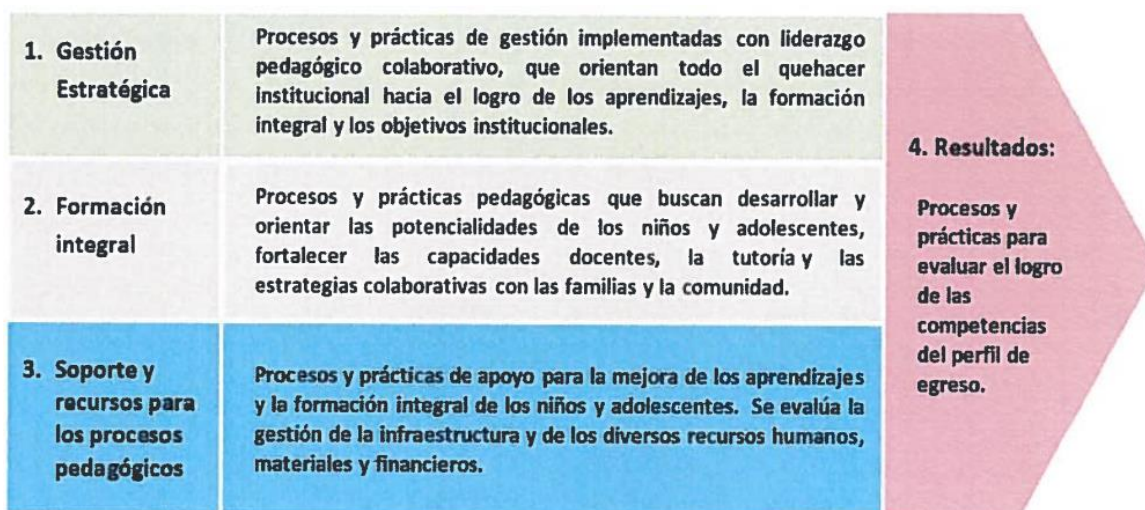 1. Gestión
Estratégica
Procesos y prácticas de gestión implementadas con liderazgo
pedagógico colaborativo, que orientan todo el quehacer
institucional hacia el logro de los aprendizajes, la formación
integral y los objetivos institucionales.
2. Formación
integral
Procesos y prácticas pedagógicas que buscan desarrollar y
orientar las potencialidades de los niños y adolescentes,
fortalecer las capacidades docentes, la tutoría y las
estrategias colaborativas con las familias y la comunidad.
3. Soporte y
recursos para
los procesos
pedagógicos
Procesos y prácticas de apoyo para la mejora de los aprendizajes
y la formación integral de los niños y adolescentes. Se evalúa la
gestión de la infraestructura y de los diversos recursos humanos,
materiales y financieros.
4. Resultados:
Procesos y
prácticas para
evaluar el logro
de las
competencias
del perfil de
egreso.